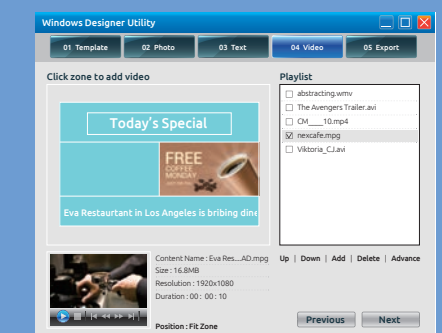 Windows Designer Utility
01 Template
02 Photo
03 Text
04 Video
05 Export
Click zone to add video
Today's Special
FREE
COFFEE
MONDAY
Eva Restaurtant in Los Angeles is bribing dine
Playlist
abstracting.wmv
The Avengers Trailer.avi
CM___10.mp4
nexcafe.mpg
Viktoria_CJ.avi
Up | Down | Add | Delete | Advance
Content Name : Eva Res....AD.mpg
Size : 16.8MB
Resolution : 1920x1080
Duration : 00 : 00 : 10
Position : Fit Zone
Previous
Next